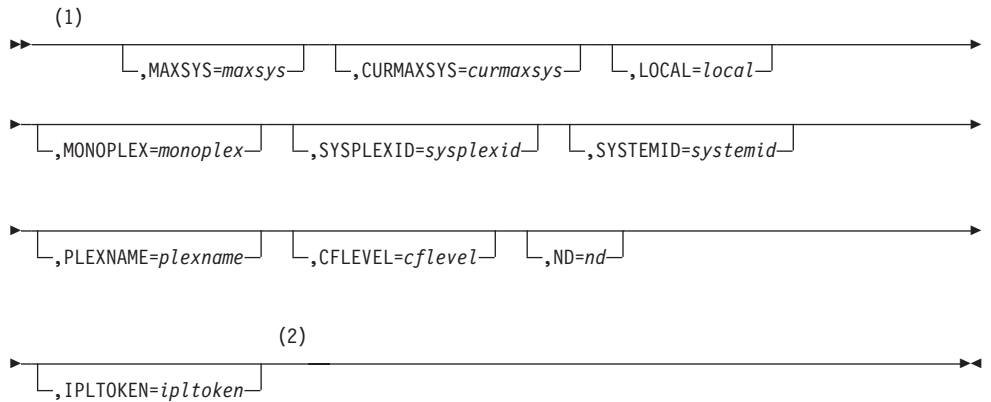 (1)
,MAXSYS=maxsys ,CURMAXSYS=curmaxsys ,LOCAL=local
,MONOPLEX=monoplex ,SYSPLEXID=sysplexid ,SYSTEMID=systemid
,PLEXNAME=plexname ,CFLEVEL=cflevel ,ND=nd
(2)
,IPLTOKEN=ipltoken